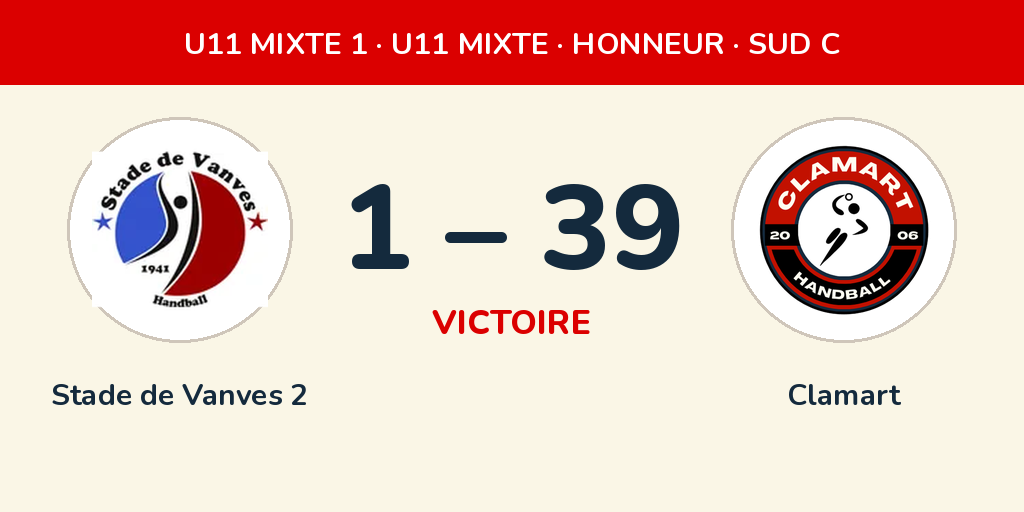 U11 MIXTE 1 · U11 MIXTE · HONNEUR · SUD C
Stade de Vanves
1941
Handball
1 – 39
VICTOIRE
CLAMART
20 06
HANDBALL
Stade de Vanves 2
Clamart